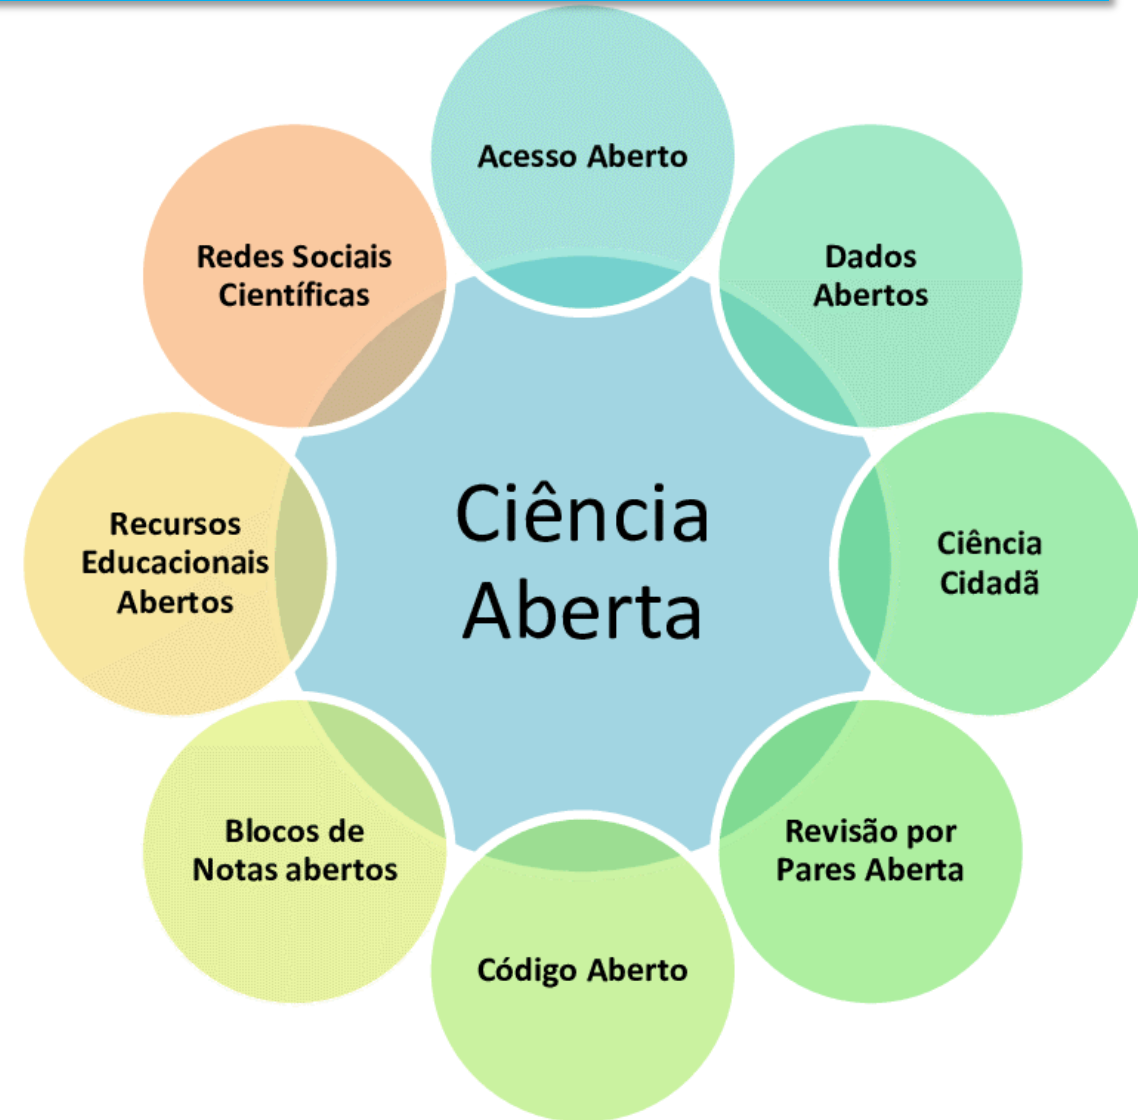 Acesso Aberto
Dados
Abertos
Ciência
Cidadã
Revisão por
Pares Aberta
Código Aberto
Blocos de
Notas abertos
Recursos
Educacionais
Abertos
Redes Sociais
Científicas
Ciência
Aberta